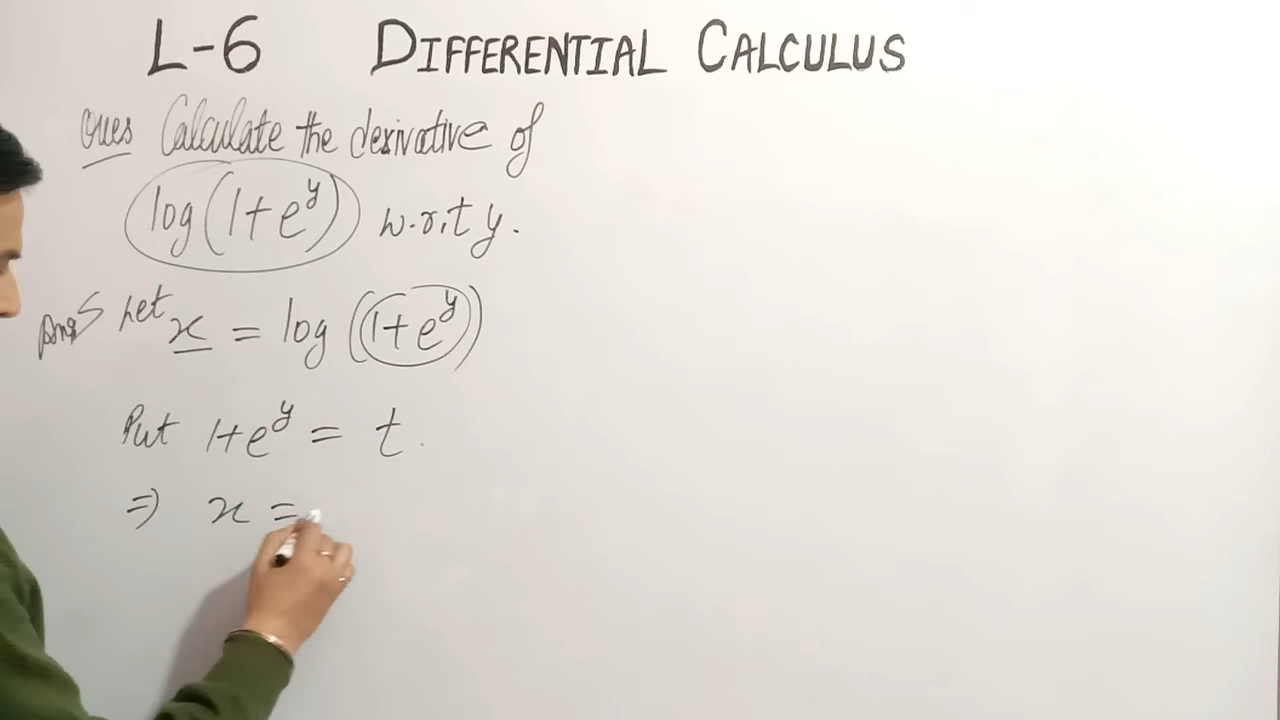 L-6 DIFFERENTIAL CALCULUS
Ques Calculate the derivative of
log(1+e^y) w.r.t y.
Ans Let x = log(1+e^y)
Put 1+e^y = t.
⇒ x =